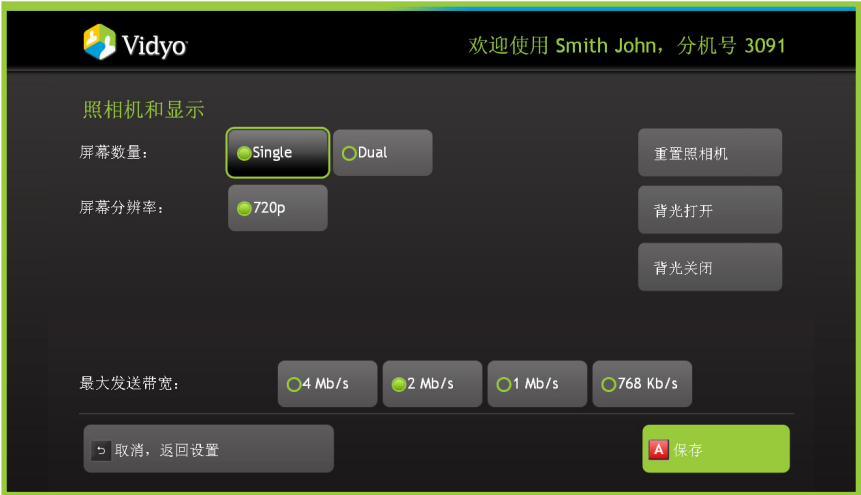 Vidyo
欢迎使用 Smith John，分机号 3091
照相机和显示
屏幕数量： Single Dual 重置照相机
屏幕分辨率： 720p 背光打开
背光关闭
最大发送带宽： 4 Mb/s 2 Mb/s 1 Mb/s 768 Kb/s
取消，返回设置 A 保存